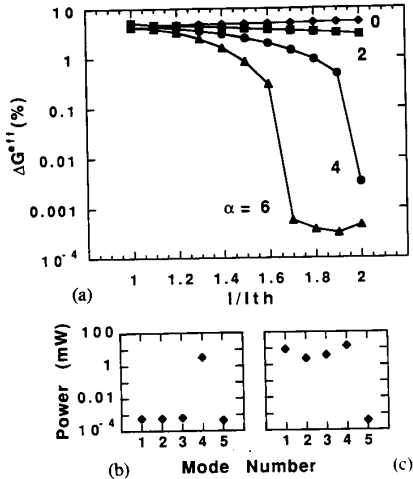 10
1
0.1
0.01
0.001
10⁻⁴
ΔG^eff (%)
0
2
4
α = 6
1 1.2 1.4 1.6 1.8 2
I/Ith
(a)
Power (mW)
100
1
0.01
10⁻⁴
1 2 3 4 5
1 2 3 4 5
(b) Mode Number (c)